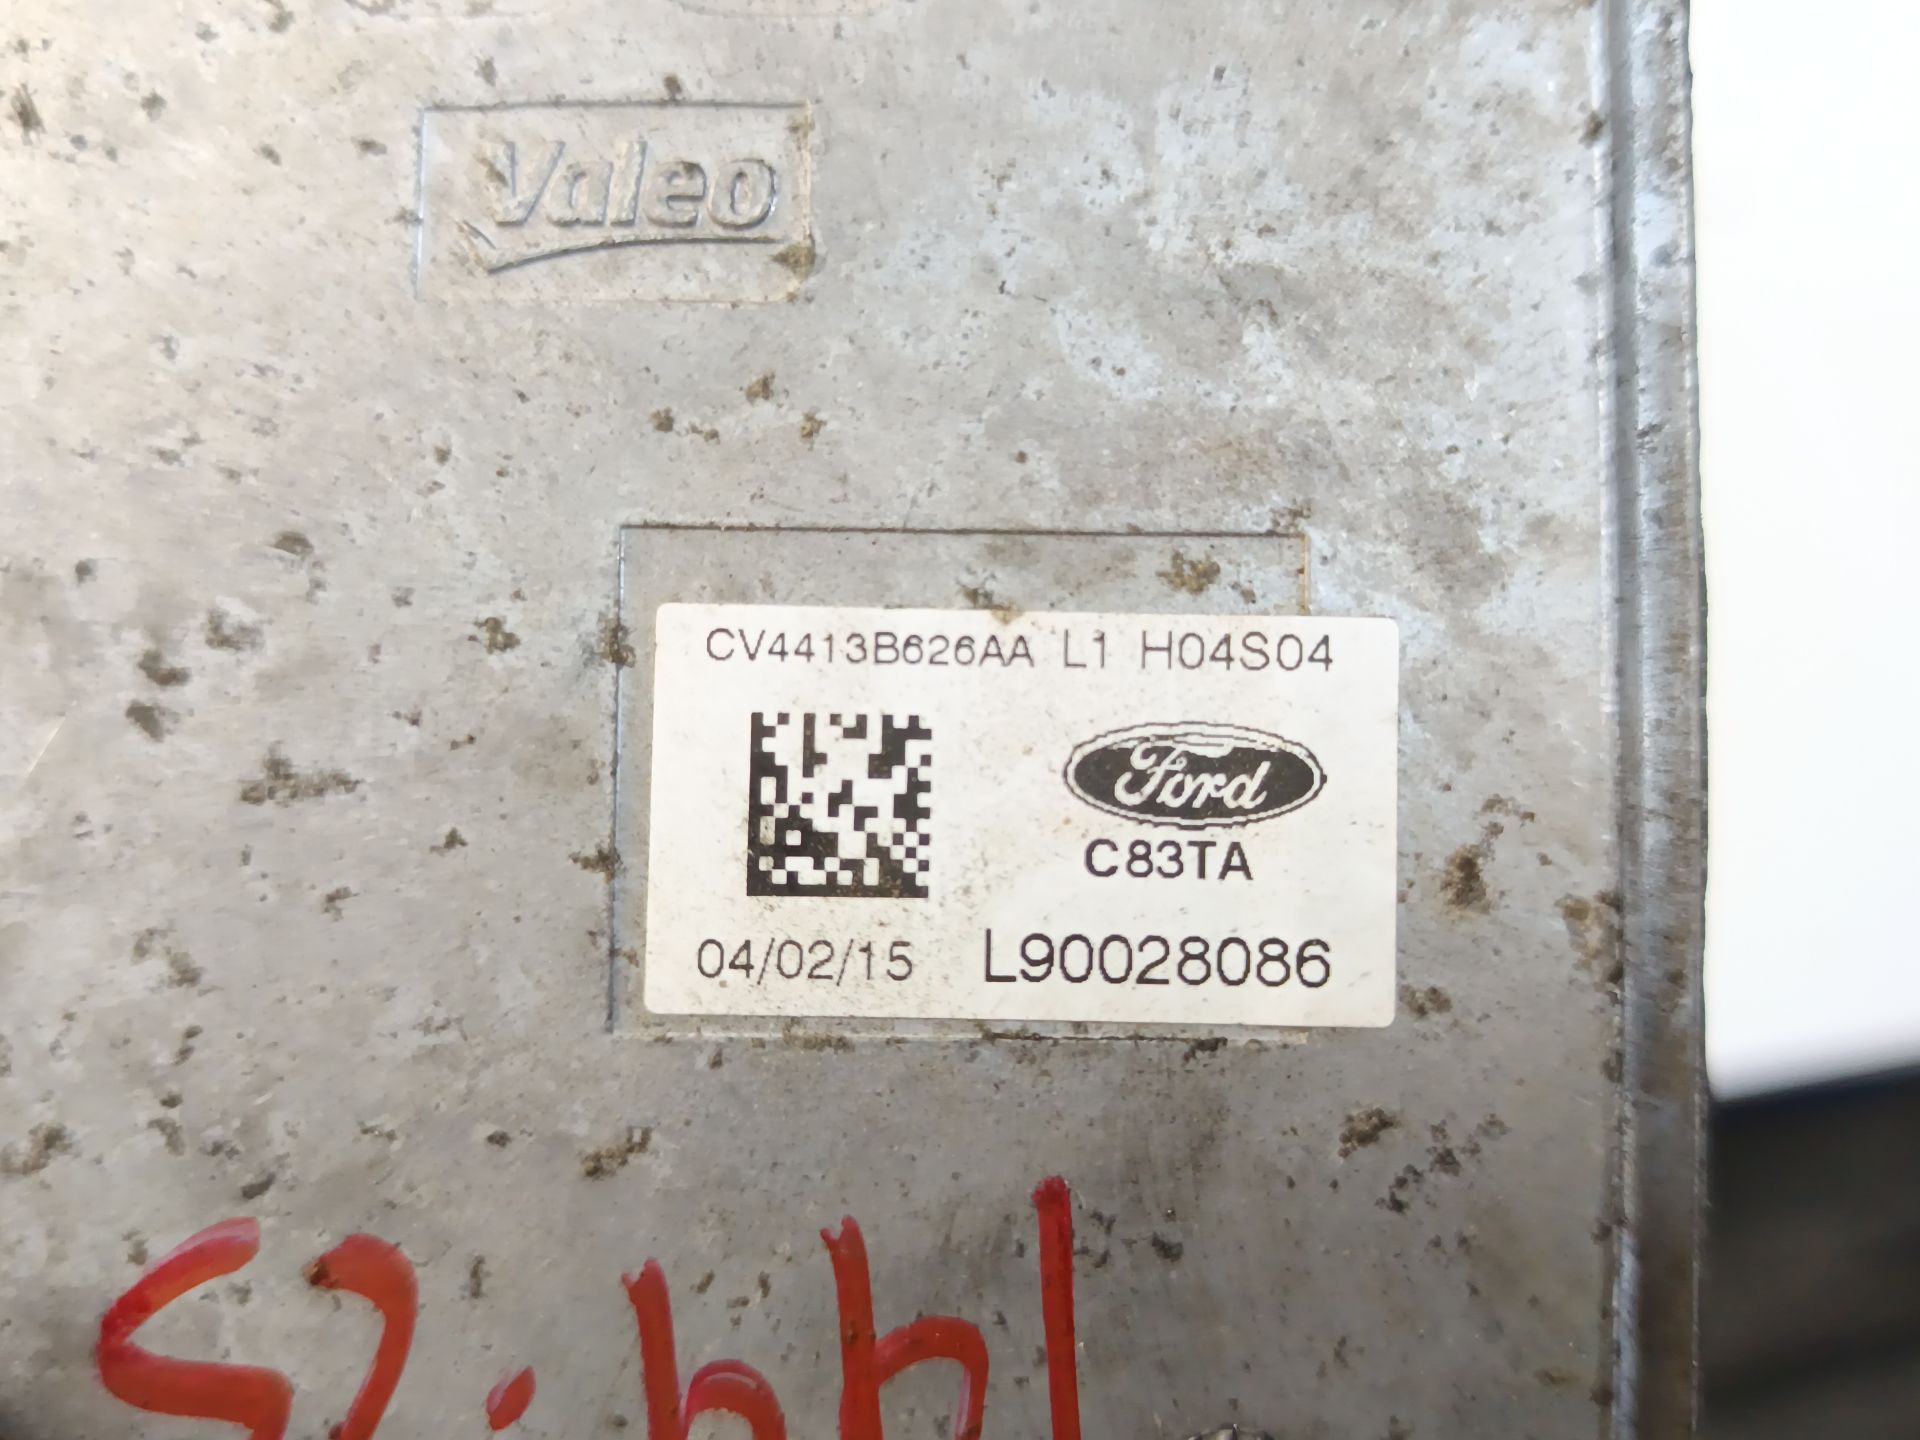 Valeo
CV4413B626AA L1 H04S04
Ford
C83TA
04/02/15 L90028086